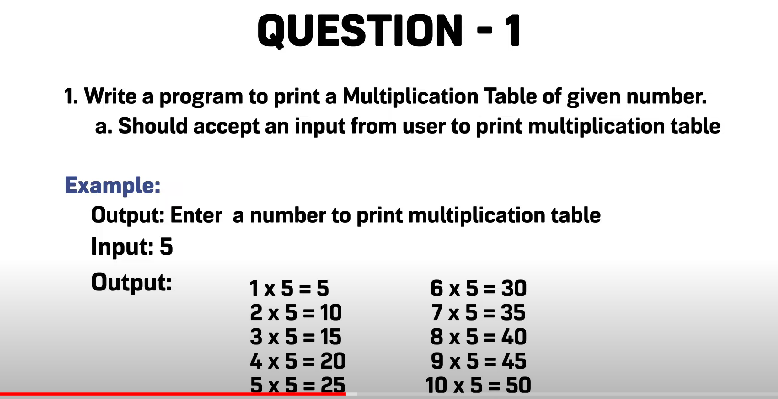 QUESTION - 1
1. Write a program to print a Multiplication Table of given number.
a. Should accept an input from user to print multiplication table
Example:
Output: Enter a number to print multiplication table
Input: 5
Output:
1 x 5 = 5
2 x 5 = 10
3 x 5 = 15
4 x 5 = 20
5 x 5 = 25
6 x 5 = 30
7 x 5 = 35
8 x 5 = 40
9 x 5 = 45
10 x 5 = 50